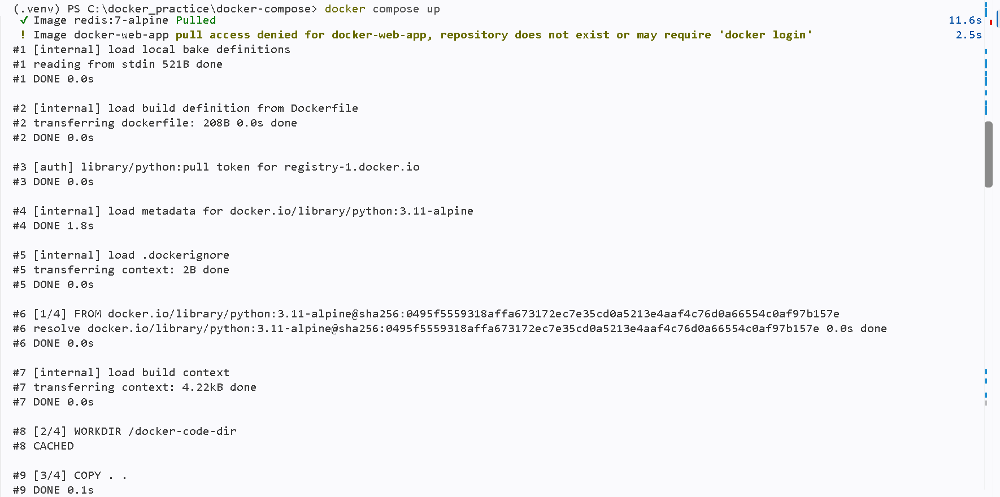 (.venv) PS C:\docker_practice\docker-compose> docker compose up
✓ Image redis:7-alpine Pulled 11.6s
! Image docker-web-app pull access denied for docker-web-app, repository does not exist or may require 'docker login' 2.5s
#1 [internal] load local bake definitions
#1 reading from stdin 521B done
#1 DONE 0.0s
#2 [internal] load build definition from Dockerfile
#2 transferring dockerfile: 208B 0.0s done
#2 DONE 0.0s
#3 [auth] library/python:pull token for registry-1.docker.io
#3 DONE 0.0s
#4 [internal] load metadata for docker.io/library/python:3.11-alpine
#4 DONE 1.8s
#5 [internal] load .dockerignore
#5 transferring context: 2B done
#5 DONE 0.0s
#6 [1/4] FROM docker.io/library/python:3.11-alpine@sha256:0495f5559318affa673172ec7e35cd0a5213e4aaf4c76d0a66554c0af97b157e
#6 resolve docker.io/library/python:3.11-alpine@sha256:0495f5559318affa673172ec7e35cd0a5213e4aaf4c76d0a66554c0af97b157e 0.0s done
#6 DONE 0.0s
#7 [internal] load build context
#7 transferring context: 4.22kB done
#7 DONE 0.0s
#8 [2/4] WORKDIR /docker-code-dir
#8 CACHED
#9 [3/4] COPY . .
#9 DONE 0.1s